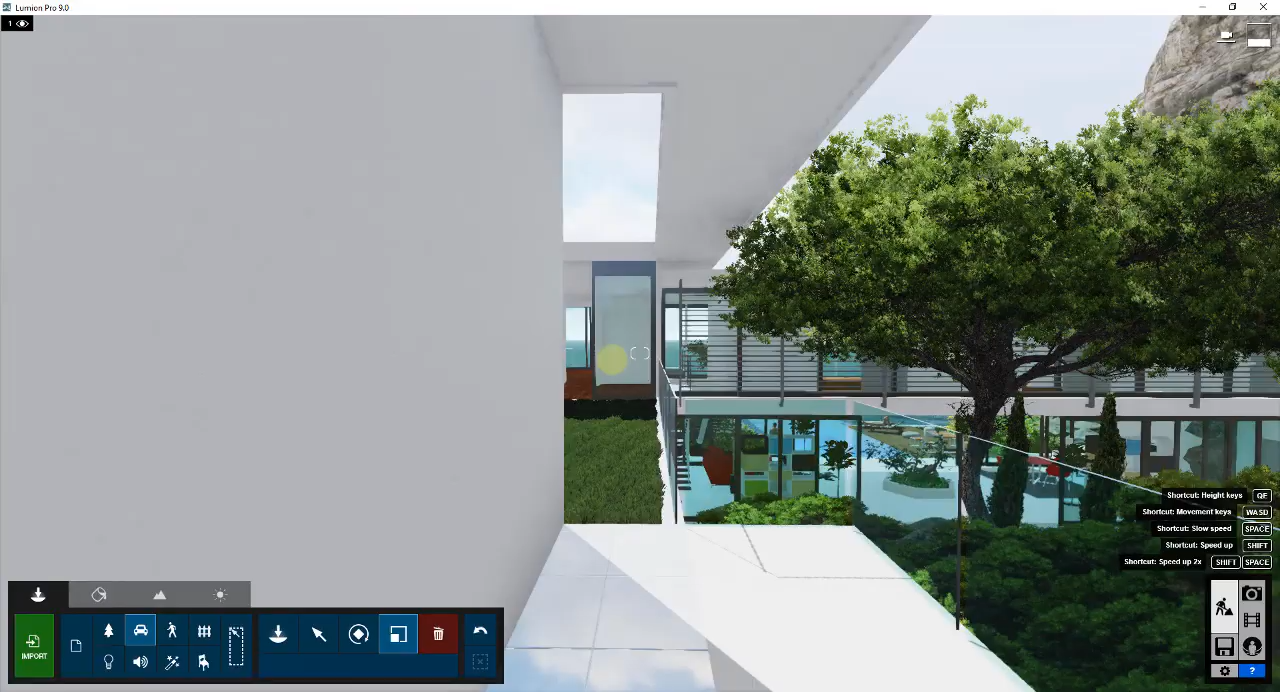 Lumion Pro 9.0
1
Shortcut: Height keys QF
Shortcut: Movement keys WASD
Shortcut: Slow speed SPACE
Shortcut: Speed up SHIFT
Shortcut: Speed up 2x SHIFT SPACE
IMPORT
?